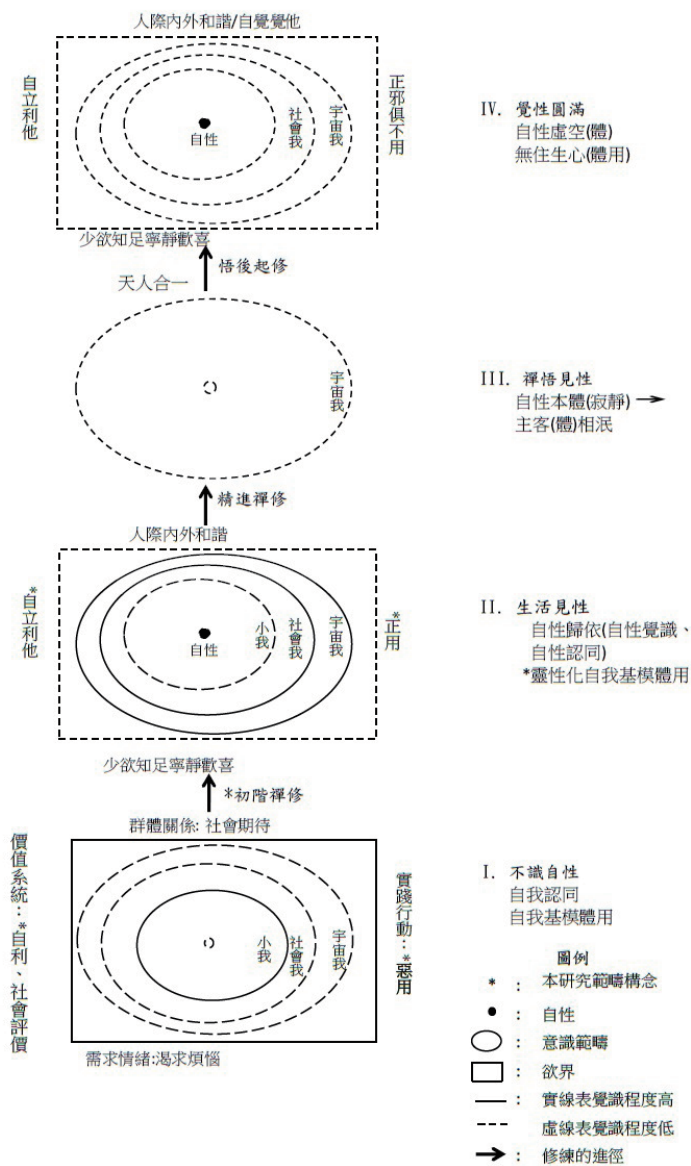 人際內外和諧/自覺覺他
自立利他
自性
社會我
宇宙我
正邪俱不用
少欲知足寧靜歡喜
IV. 覺性圓滿
自性虛空(體)
無住生心(體用)
悟後起修
天人合一
宇宙我
III. 禪悟見性
自性本體(寂靜)
主客(體)相泯
精進禪修
人際內外和諧
*自立利他
自性
小我
社會我
宇宙我
*正用
少欲知足寧靜歡喜
II. 生活見性
自性歸依(自性覺識、
自性認同)
*靈性化自我基模體用
*初階禪修
群體關係: 社會期待
價值系統:*自利、社會評價
小我
社會我
宇宙我
實踐行動:*惡用
需求情緒:渴求煩惱
I. 不識自性
自我認同
自我基模體用
圖例
* : 本研究範疇構念
: 自性
: 意識範疇
: 欲界
: 實線表覺識程度高
: 虛線表覺識程度低
: 修練的進徑